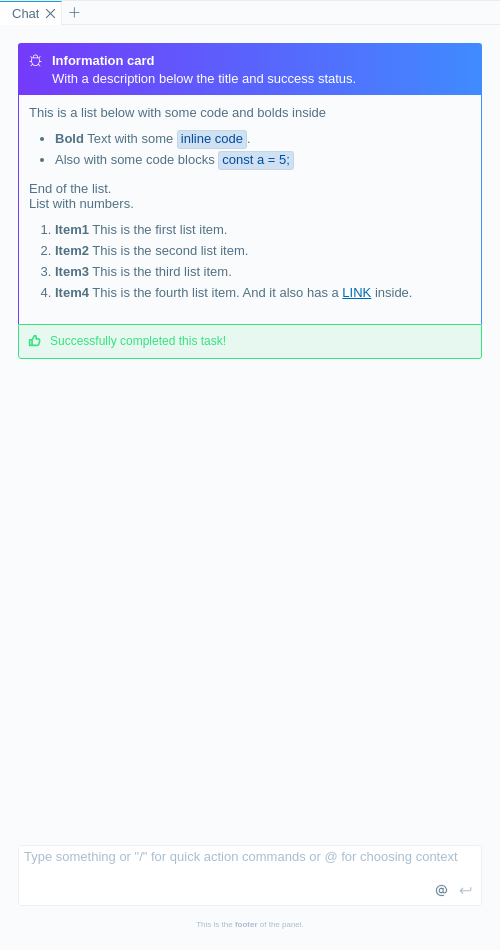 Chat
Information card
With a description below the title and success status.
This is a list below with some code and bolds inside
• Bold Text with some inline code.
• Also with some code blocks const a = 5;
End of the list.
List with numbers.
1. Item1 This is the first list item.
2. Item2 This is the second list item.
3. Item3 This is the third list item.
4. Item4 This is the fourth list item. And it also has a LINK inside.
Successfully completed this task!
Type something or "/" for quick action commands or @ for choosing context
This is the footer of the panel.